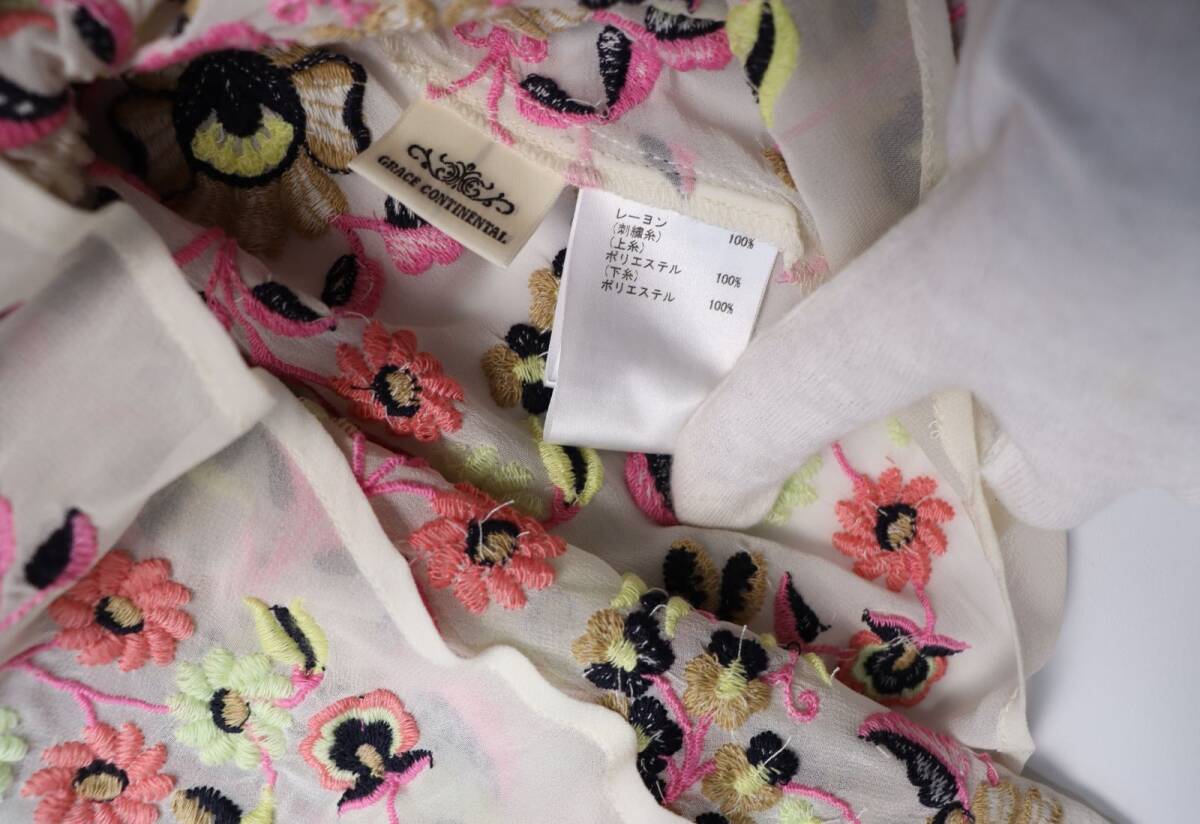 GRACE CONTINENTAL
レーヨン 100%
(刺繍糸)
(上糸)
ポリエステル 100%
(下糸)
ポリエステル 100%